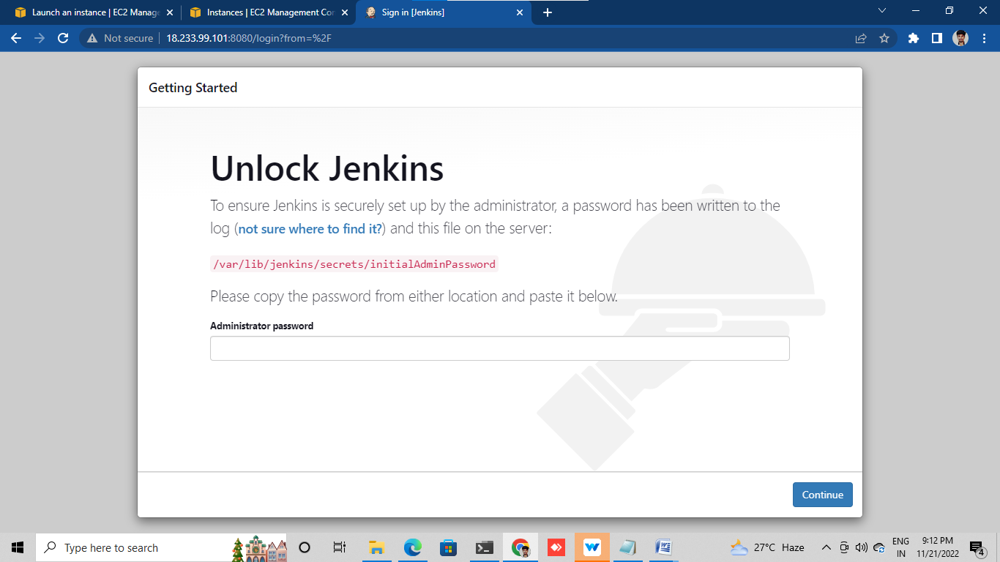 Launch an instance | EC2 Manage
Instances | EC2 Management Con
Sign in [Jenkins]
Not secure
18.233.99.101:8080/login?from=%2F
Getting Started
Unlock Jenkins
To ensure Jenkins is securely set up by the administrator, a password has been written to the
log (not sure where to find it?) and this file on the server:
/var/lib/jenkins/secrets/initialAdminPassword
Please copy the password from either location and paste it below.
Administrator password
Continue
Type here to search
27°C Haze
ENG
IN
9:12 PM
11/21/2022
4